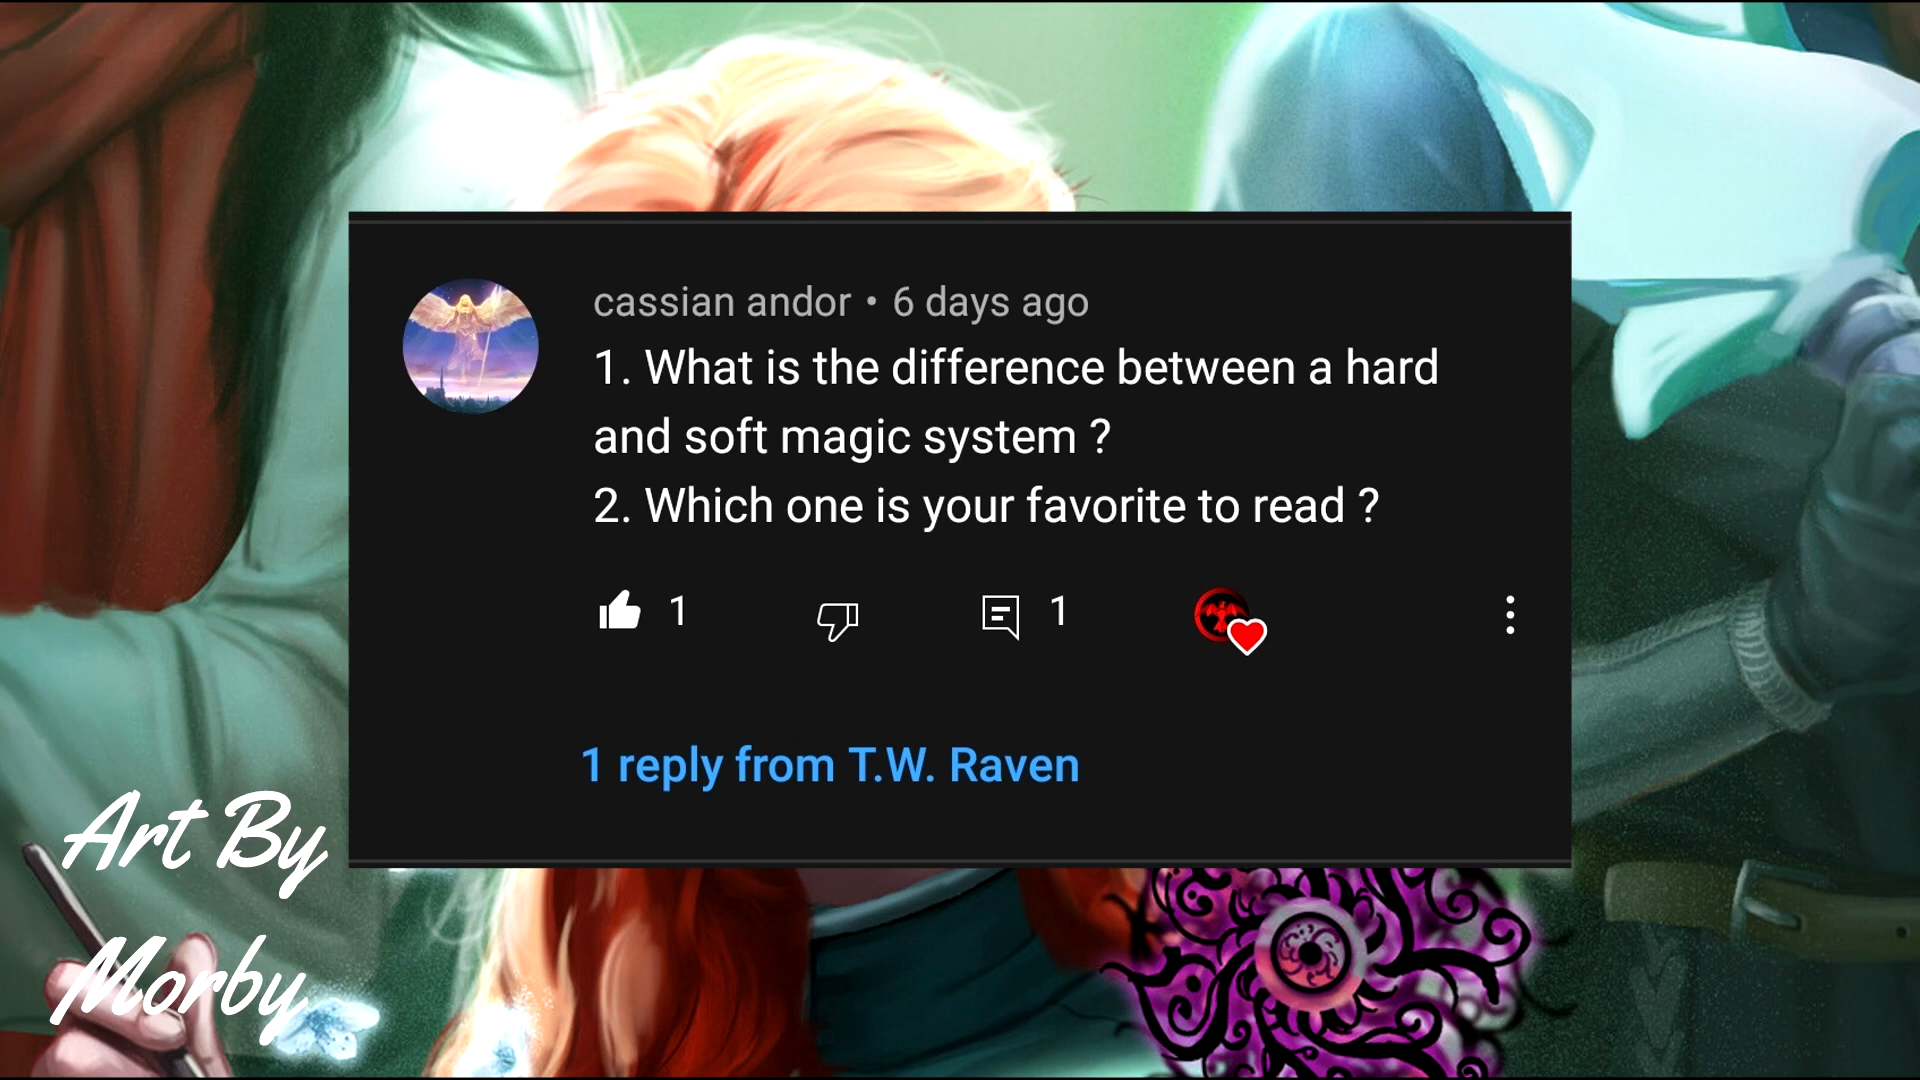 cassian andor • 6 days ago
1. What is the difference between a hard
and soft magic system ?
2. Which one is your favorite to read ?
1
1
1 reply from T.W. Raven
Art By
Morby